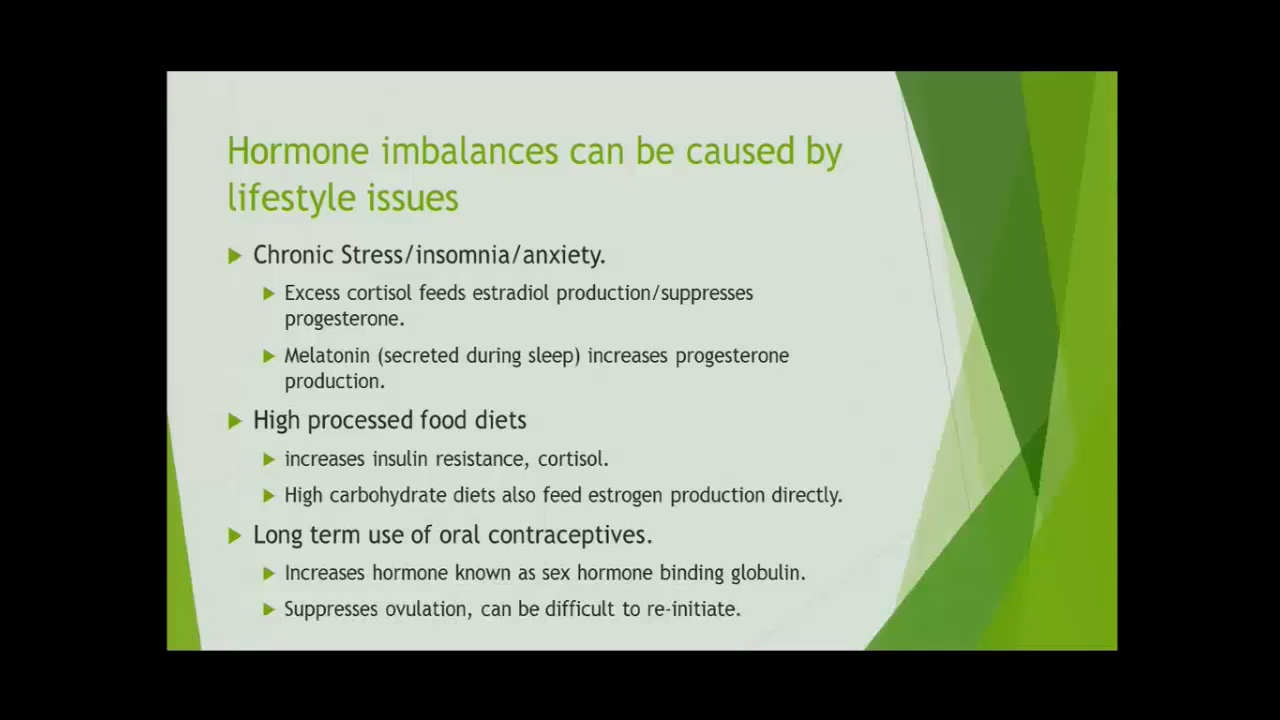 Hormone imbalances can be caused by
lifestyle issues
Chronic Stress/insomnia/anxiety.
Excess cortisol feeds estradiol production/suppresses
progesterone.
Melatonin (secreted during sleep) increases progesterone
production.
High processed food diets
increases insulin resistance, cortisol.
High carbohydrate diets also feed estrogen production directly.
Long term use of oral contraceptives.
Increases hormone known as sex hormone binding globulin.
Suppresses ovulation, can be difficult to re-initiate.